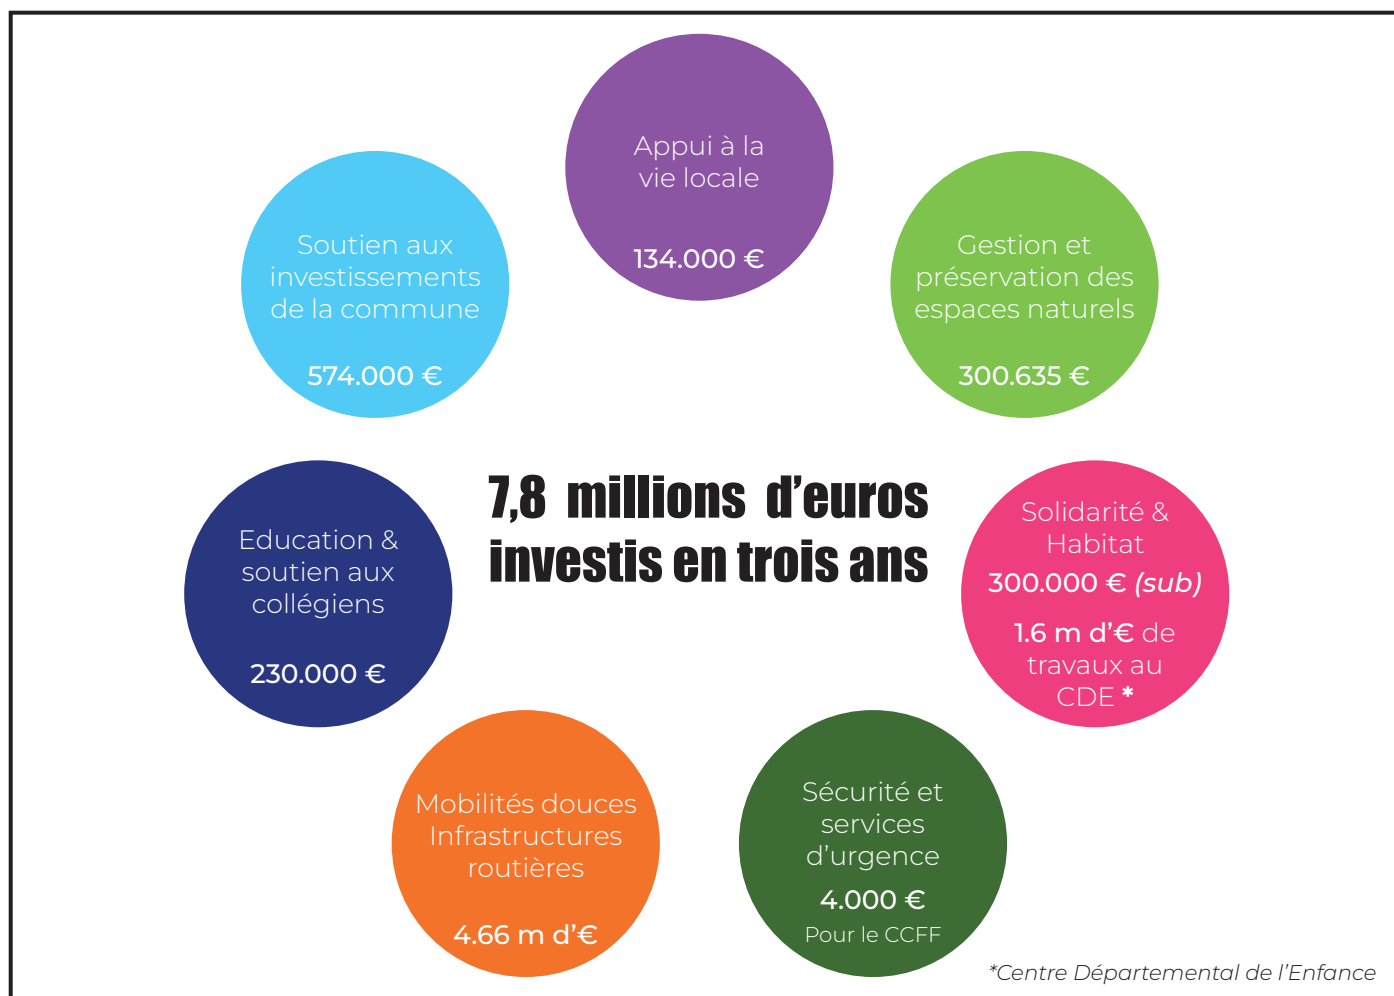 Appui à la
vie locale
134.000 €
Soutien aux
investissements
de la commune
574.000 €
Gestion et
préservation des
espaces naturels
300.635 €
7,8 millions d’euros
investis en trois ans
Education &
soutien aux
collégiens
230.000 €
Solidarité &
Habitat
300.000 € (sub)
1.6 m d’€ de
travaux au
CDE *
Mobilités douces
Infrastructures
routières
4.66 m d’€
Sécurité et
services
d’urgence
4.000 €
Pour le CCFF
*Centre Départemental de l’Enfance